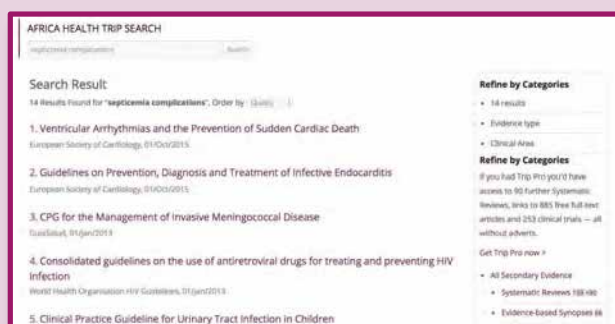 AFRICA HEALTH TRIP SEARCH
septicemia complications Search
Search Result
14 Results Found for "septicemia complications", Order by Quality
1. Ventricular Arrhythmias and the Prevention of Sudden Cardiac Death
European Society of Cardiology, 01/Oct/2015
2. Guidelines on Prevention, Diagnosis and Treatment of Infective Endocarditis
European Society of Cardiology, 01/Oct/2015
3. CPG for the Management of Invasive Meningococcal Disease
GuiaSalud, 01/Jan/2013
4. Consolidated guidelines on the use of antiretroviral drugs for treating and preventing HIV
Infection
World Health Organisation HIV Guidelines, 01/Jan/2013
5. Clinical Practice Guideline for Urinary Tract Infection in Children
Refine by Categories
• 14 results
• Evidence type
• Clinical Area
Refine by Categories
If you had Trip Pro you'd have
access to 90 further Systematic
Reviews, links to 885 free full text
articles and 253 clinical trials — all
without adverts.
Get Trip Pro now >
• All Secondary Evidence
• Systematic Reviews
• Evidence-based Synopses